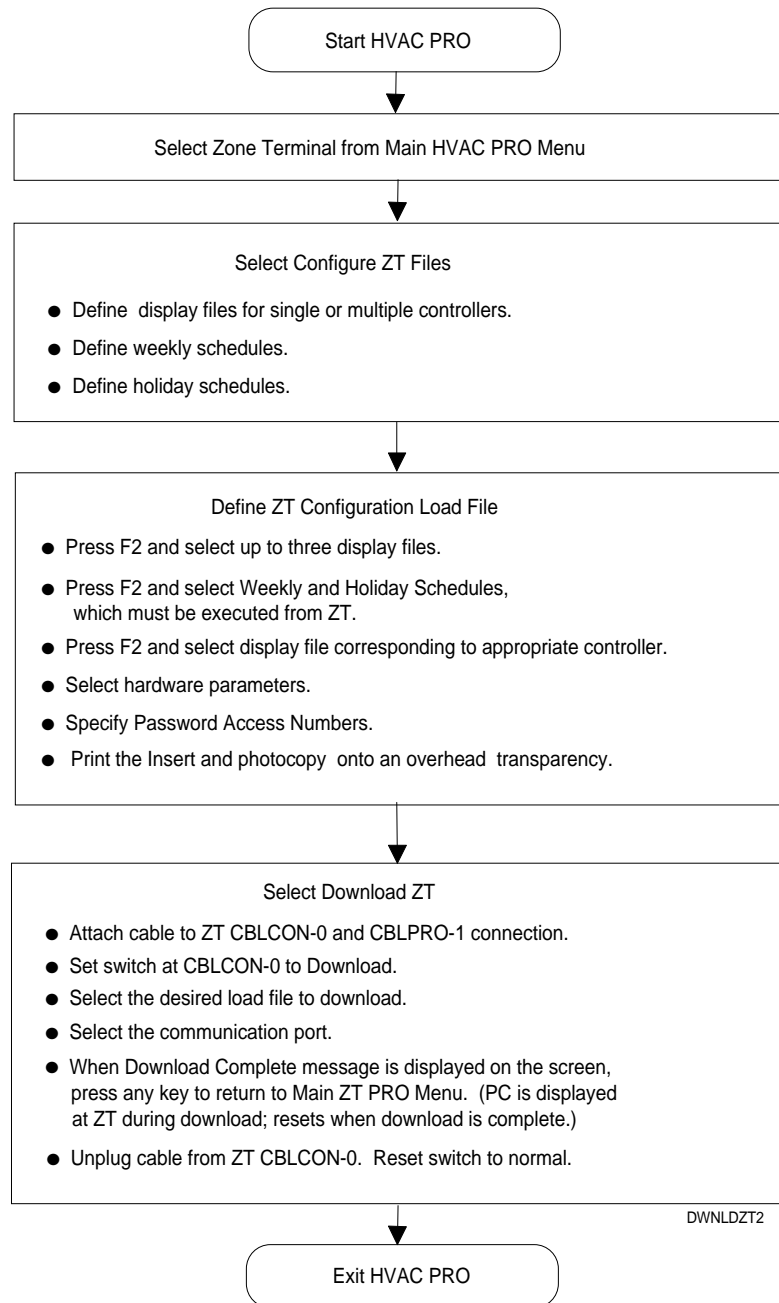 Start HVAC PRO
Select Zone Terminal from Main HVAC PRO Menu
Select Configure ZT Files
● Define display files for single or multiple controllers.
● Define weekly schedules.
● Define holiday schedules.
Define ZT Configuration Load File
● Press F2 and select up to three display files.
● Press F2 and select Weekly and Holiday Schedules,
which must be executed from ZT.
● Press F2 and select display file corresponding to appropriate controller.
● Select hardware parameters.
● Specify Password Access Numbers.
● Print the Insert and photocopy onto an overhead transparency.
Select Download ZT
● Attach cable to ZT CBLCON-0 and CBLPRO-1 connection.
● Set switch at CBLCON-0 to Download.
● Select the desired load file to download.
● Select the communication port.
● When Download Complete message is displayed on the screen,
press any key to return to Main ZT PRO Menu. (PC is displayed
at ZT during download; resets when download is complete.)
● Unplug cable from ZT CBLCON-0. Reset switch to normal.
DWNLDZT2
Exit HVAC PRO